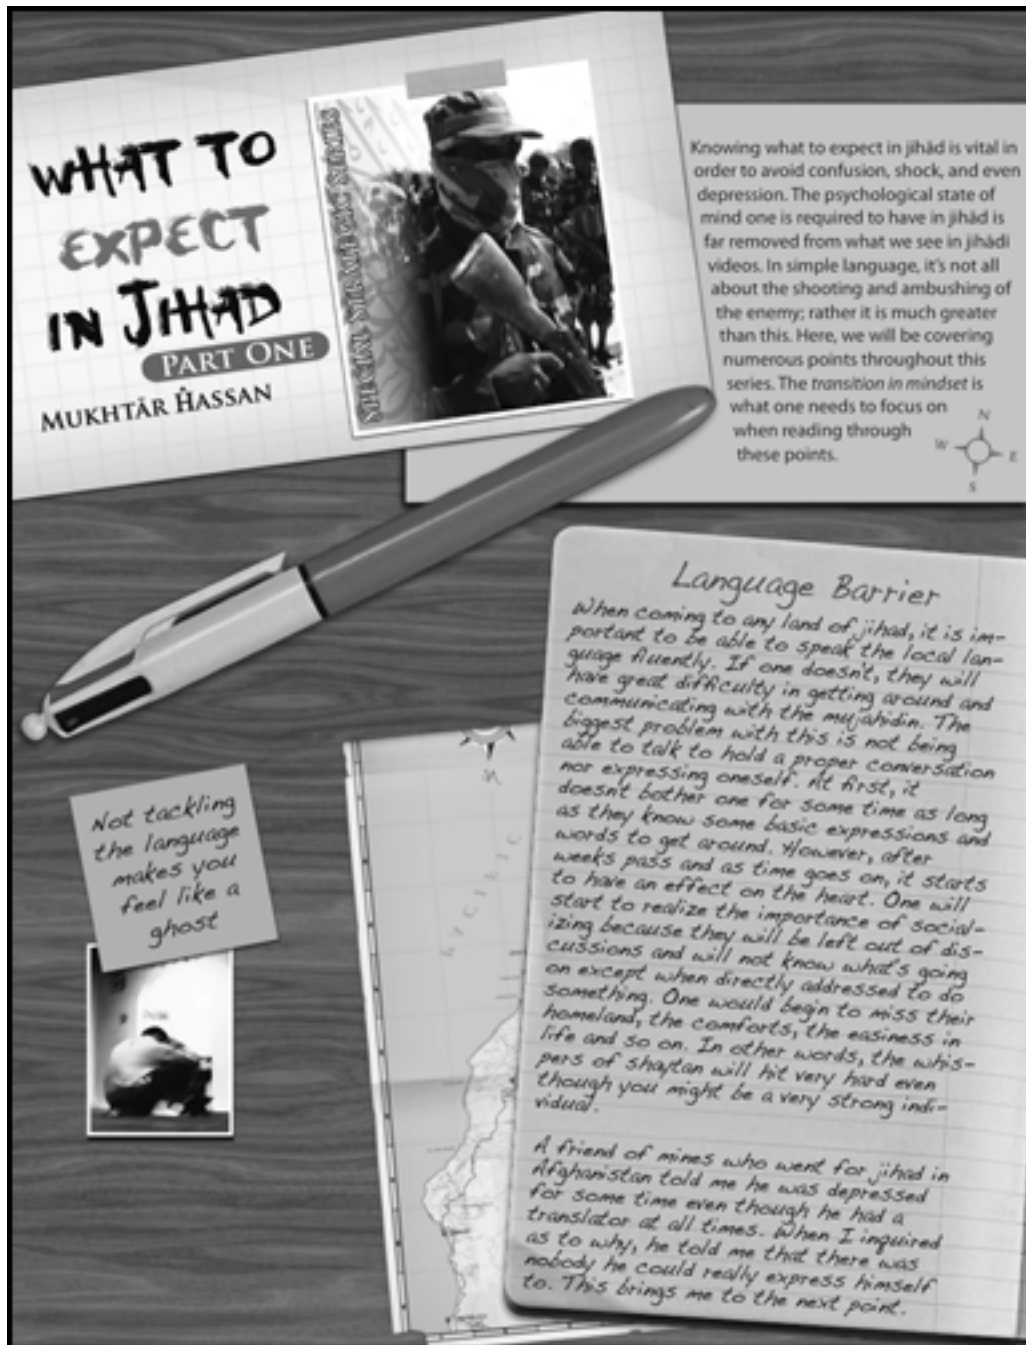 WHAT TO
EXPECT
IN JIHAD
PART ONE
MUKHTĀR ĤASSAN
SPECIAL STRATEGIC SERIES
Knowing what to expect in jihād is vital in
order to avoid confusion, shock, and even
depression. The psychological state of
mind one is required to have in jihād is
far removed from what we see in jihādi
videos. In simple language, it's not all
about the shooting and ambushing of
the enemy; rather it is much greater
than this. Here, we will be covering
numerous points throughout this
series. The transition in mindset is
what one needs to focus on
when reading through
these points.
N
W E
S
Language Barrier
When coming to any land of jihad, it is im-
portant to be able to speak the local lan-
guage fluently. If one doesn't, they will
have great difficulty in getting around and
communicating with the mujahidin. The
biggest problem with this is not being
able to talk to hold a proper conversation
nor expressing oneself. At first, it
doesn't bother one for some time as long
as they know some basic expressions and
words to get around. However, after
weeks pass and as time goes on, it starts
to have an effect on the heart. One will
start to realize the importance of social-
izing because they will be left out of dis-
cussions and will not know what's going
on except when directly addressed to do
something. One would begin to miss their
homeland, the comforts, the easiness in
life and so on. In other words, the whis-
pers of shaytan will hit very hard even
though you might be a very strong indi-
vidual.
A friend of mines who went for jihad in
Afghanistan told me he was depressed
for some time even though he had a
translator at all times. When I inquired
as to why, he told me that there was
nobody he could really express himself
to. This brings me to the next point.
Not tackling
the language
makes you
feel like a
ghost